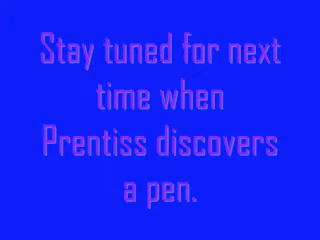 Stay tuned for next
time when
Prentiss discovers
a pen.